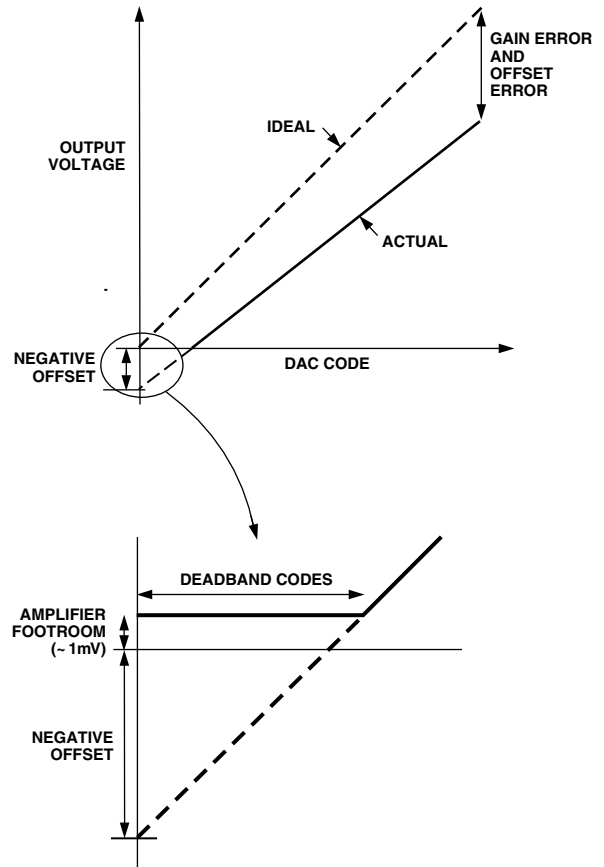 GAIN ERROR
AND
OFFSET
ERROR
IDEAL
OUTPUT
VOLTAGE
ACTUAL
NEGATIVE
OFFSET
DAC CODE
DEADBAND CODES
AMPLIFIER
FOOTROOM
(~ 1mV)
NEGATIVE
OFFSET